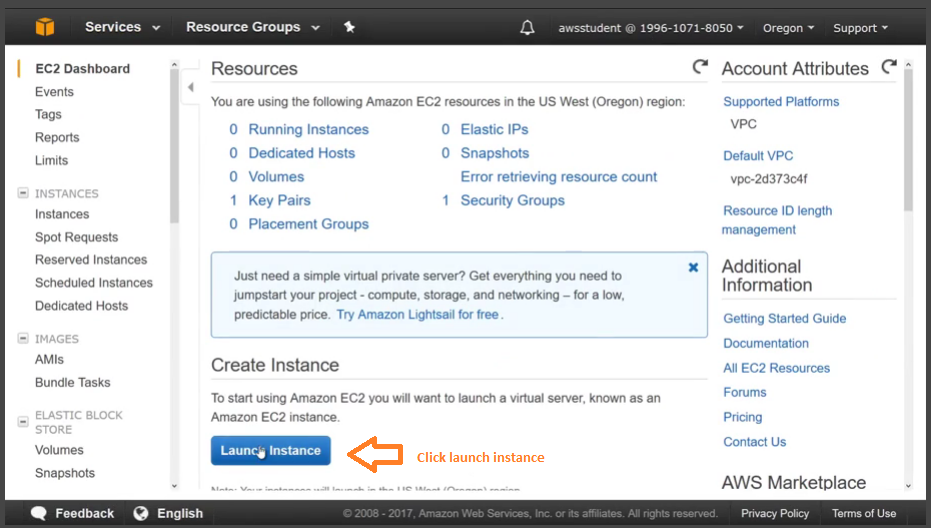 Services
Resource Groups
awsstudent @ 1996-1071-8050
Oregon
Support
EC2 Dashboard
Events
Tags
Reports
Limits
INSTANCES
Instances
Spot Requests
Reserved Instances
Scheduled Instances
Dedicated Hosts
IMAGES
AMIs
Bundle Tasks
ELASTIC BLOCK
STORE
Volumes
Snapshots
Resources
You are using the following Amazon EC2 resources in the US West (Oregon) region:
0 Running Instances
0 Elastic IPs
0 Dedicated Hosts
0 Snapshots
0 Volumes
Error retrieving resource count
1 Key Pairs
1 Security Groups
0 Placement Groups
Just need a simple virtual private server? Get everything you need to
jumpstart your project - compute, storage, and networking – for a low,
predictable price. Try Amazon Lightsail for free.
Create Instance
To start using Amazon EC2 you will want to launch a virtual server, known as an
Amazon EC2 instance.
Launch Instance
Click launch instance
Note: Your instances will launch in the US West (Oregon) region
Account Attributes
Supported Platforms
VPC
Default VPC
vpc-2d373c4f
Resource ID length
management
Additional
Information
Getting Started Guide
Documentation
All EC2 Resources
Forums
Pricing
Contact Us
AWS Marketplace
Feedback
English
© 2008 - 2017, Amazon Web Services, Inc. or its affiliates. All rights reserved.
Privacy Policy
Terms of Use